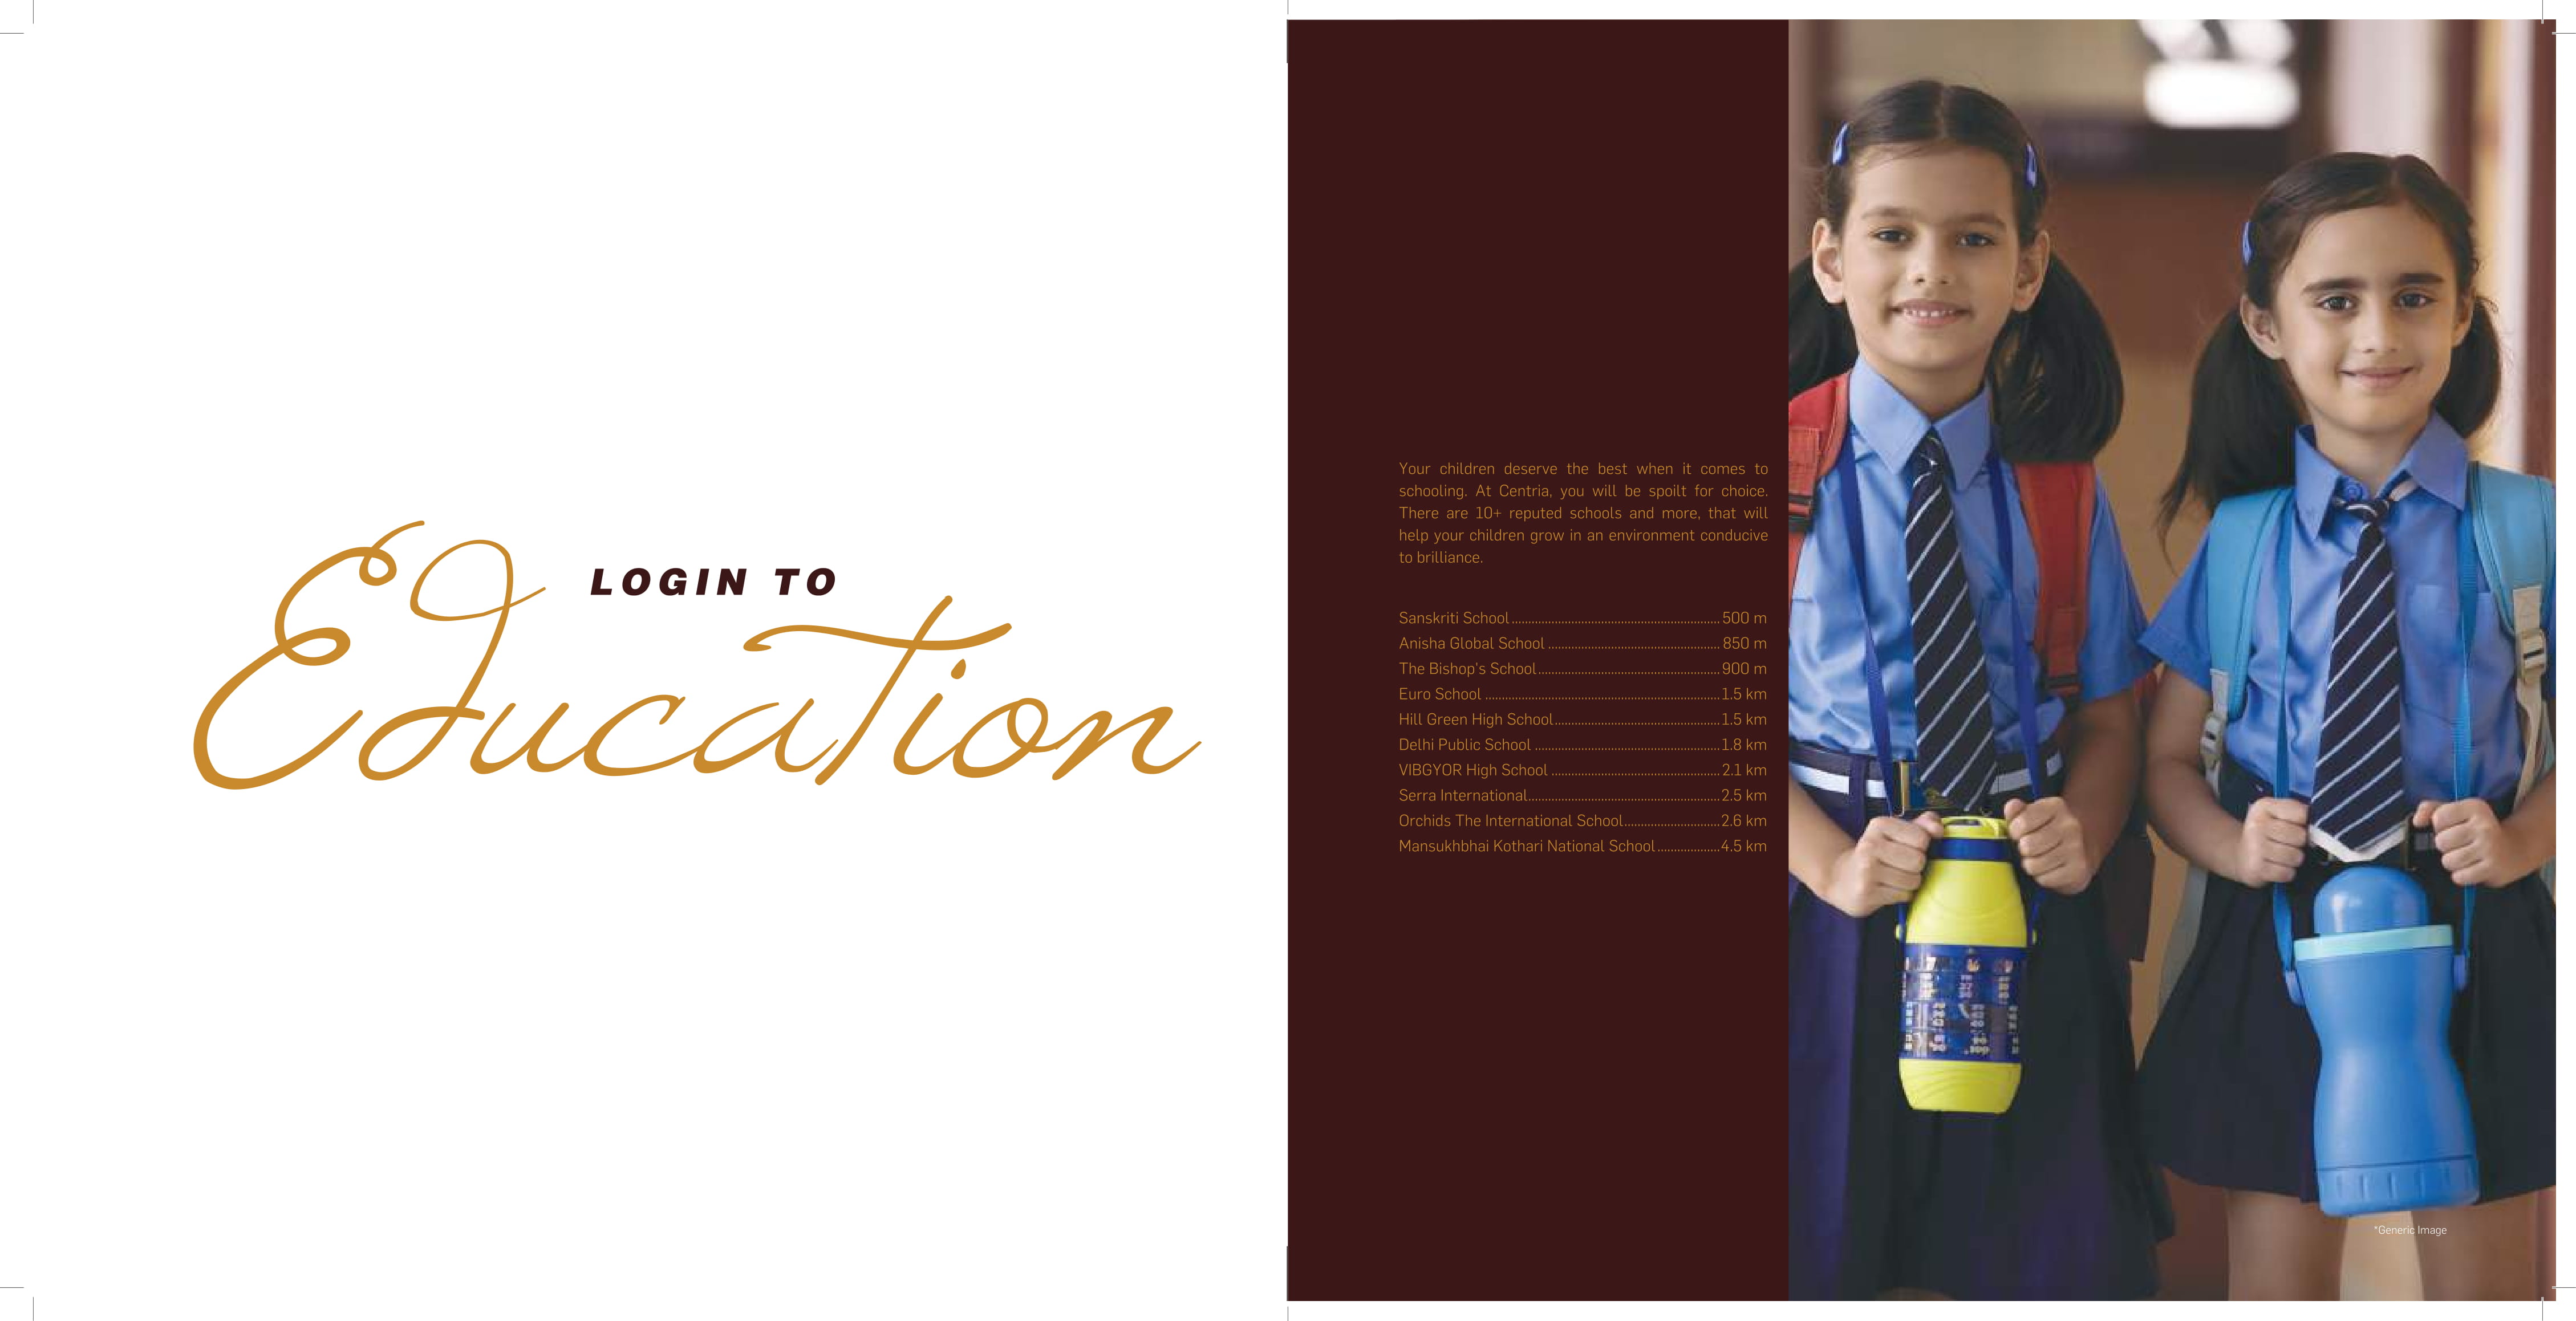 LOGIN TO
Education
Your children deserve the best when it comes to
schooling. At Centria, you will be spoilt for choice.
There are 10+ reputed schools and more, that will
help your children grow in an environment conducive
to brilliance.
Sanskriti School ............................................................... 500 m
Anisha Global School .................................................... 850 m
The Bishop's School ....................................................... 900 m
Euro School ....................................................................... 1.5 km
Hill Green High School .................................................. 1.5 km
Delhi Public School ........................................................ 1.8 km
VIBGYOR High School ................................................... 2.1 km
Serra International .......................................................... 2.5 km
Orchids The International School ............................. 2.6 km
Mansukhbhai Kothari National School ................... 4.5 km
*Generic Image